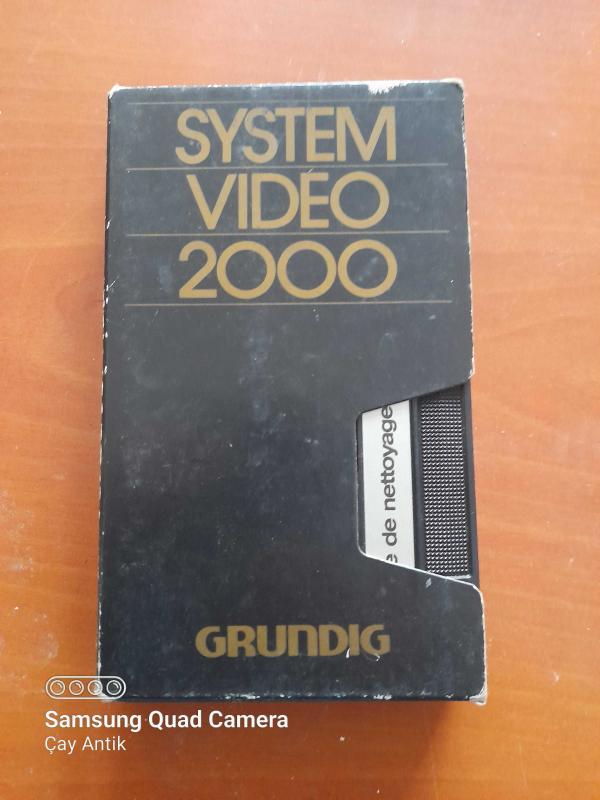 SYSTEM
VIDEO
2000
de nettoyage
GRUNDIG
Samsung Quad Camera
Çay Antik